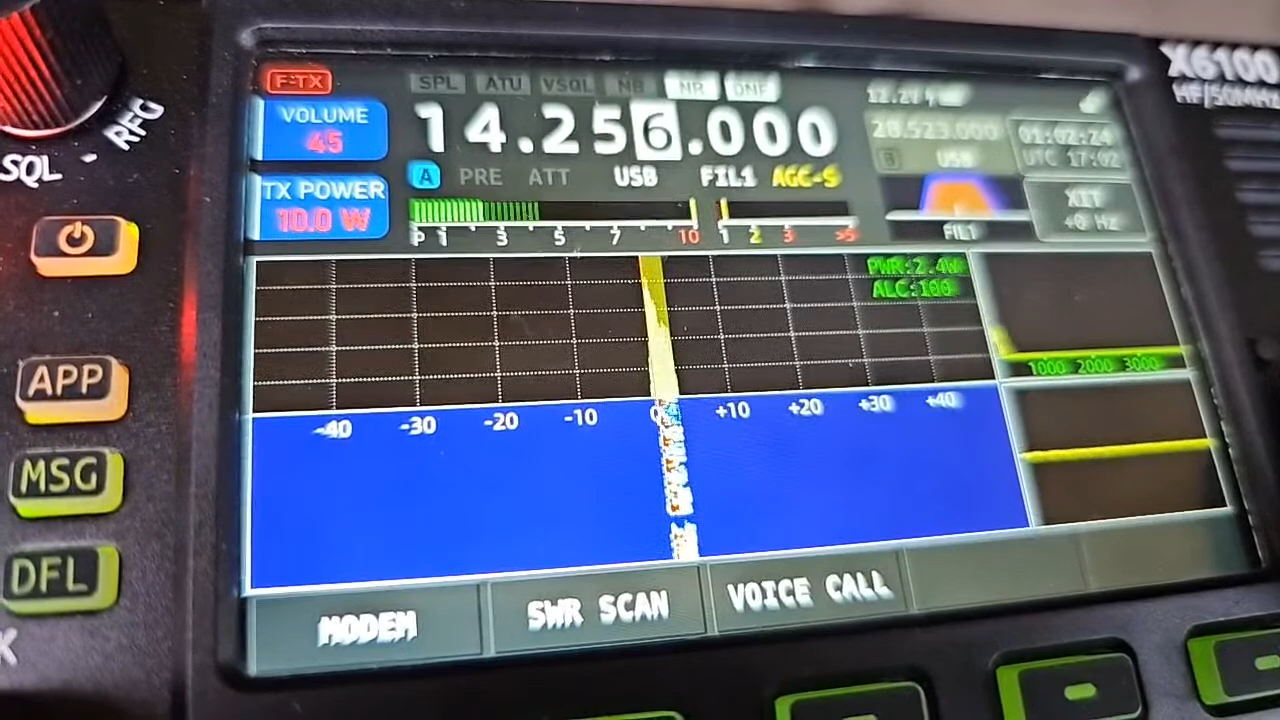 X6100
HF|50MHz
RFG
SQL -
F-TX
SPL ATU VSQL NB NR DNF
VOLUME
45
14.256.000
28.523.000
01:02:24
A PRE ATT USB FIL1 AGC-S
B USB
UTC 17:02
TX POWER
10.0 W
XIT
+0 Hz
P 1 3 5 7 10 1 2 3 >5
FIL1
PWR:2.4W
ALC:100
1000 2000 3000
-40 -30 -20 -10 0 +10 +20 +30 +40
APP
MSG
DFL
MODEM SWR SCAN VOICE CALL
K